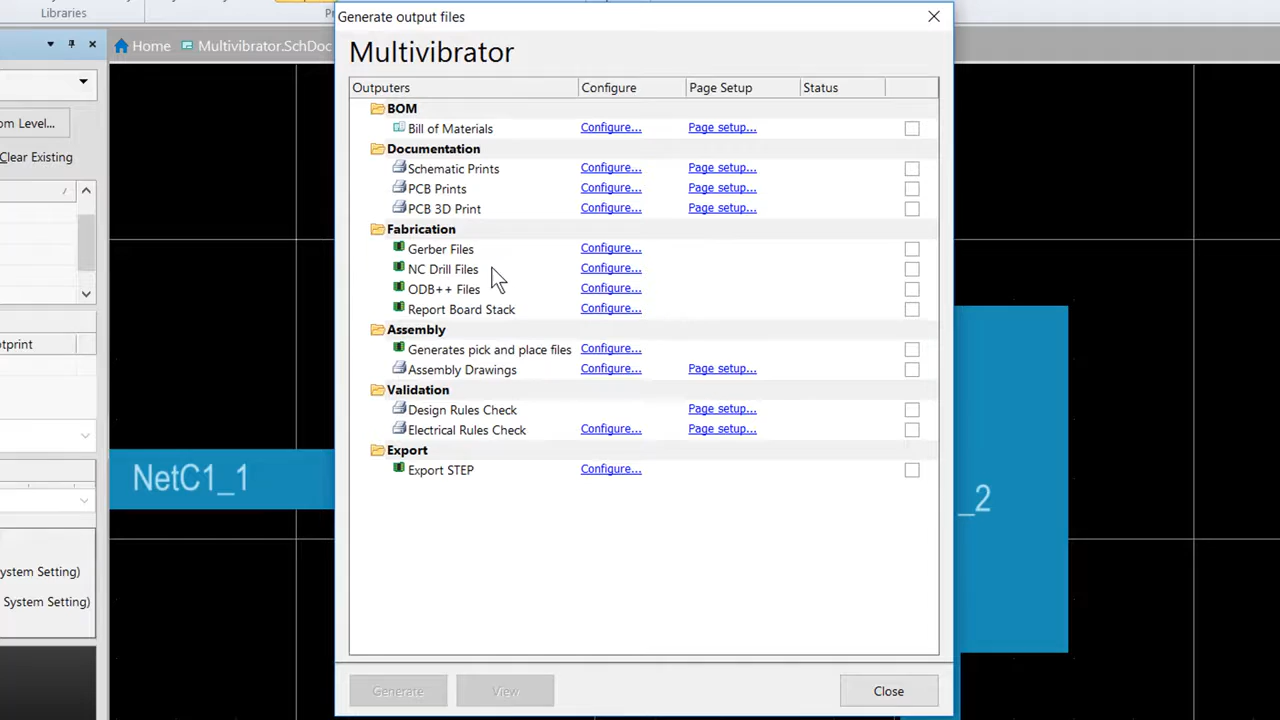 Libraries
Generate output files
Home
Multivibrator.SchDoc
Multivibrator
Outputers Configure Page Setup Status
BOM
Bill of Materials Configure... Page setup...
Documentation
Schematic Prints Configure... Page setup...
PCB Prints Configure... Page setup...
PCB 3D Print Configure... Page setup...
Fabrication
Gerber Files Configure...
NC Drill Files Configure...
ODB++ Files Configure...
Report Board Stack Configure...
Assembly
Generates pick and place files Configure...
Assembly Drawings Configure... Page setup...
Validation
Design Rules Check Page setup...
Electrical Rules Check Configure... Page setup...
Export
Export STEP Configure...
Generate View Close
om Level...
Clear Existing
otprint
ystem Setting)
System Setting)
NetC1_1
_2